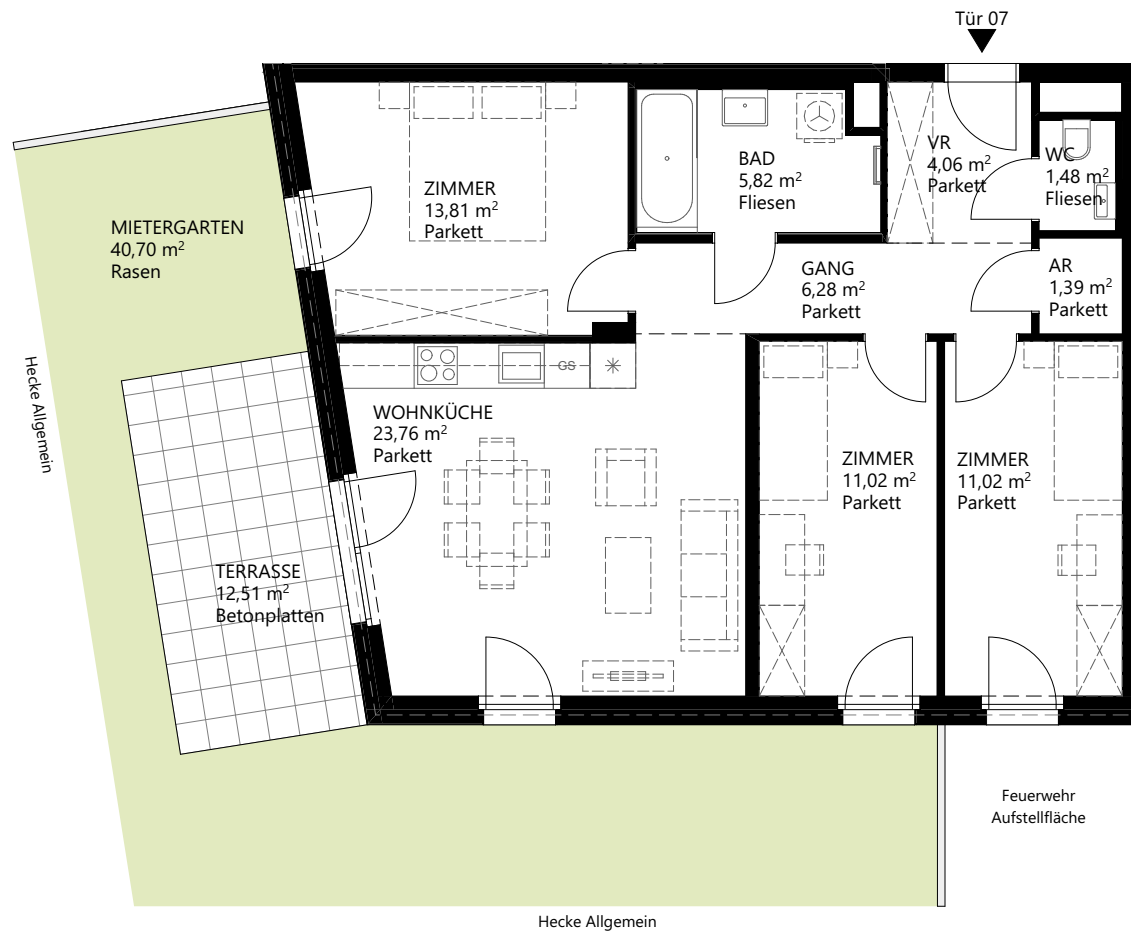 Tür 07
VR
4,06 m²
Parkett
WC
1,48 m²
Fliesen
BAD
5,82 m²
Fliesen
ZIMMER
13,81 m²
Parkett
MIETERGARTEN
40,70 m²
Rasen
GANG
6,28 m²
Parkett
AR
1,39 m²
Parkett
Hecke Allgemein
GS
WOHNKÜCHE
23,76 m²
Parkett
ZIMMER
11,02 m²
Parkett
ZIMMER
11,02 m²
Parkett
TERRASSE
12,51 m²
Betonplatten
Feuerwehr
Aufstellfläche
Hecke Allgemein